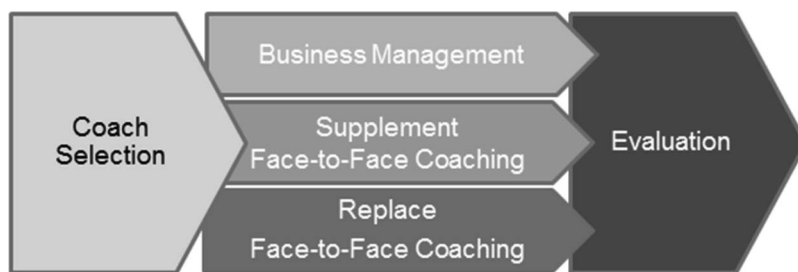 Coach
Selection
Business Management
Supplement
Face-to-Face Coaching
Replace
Face-to-Face Coaching
Evaluation